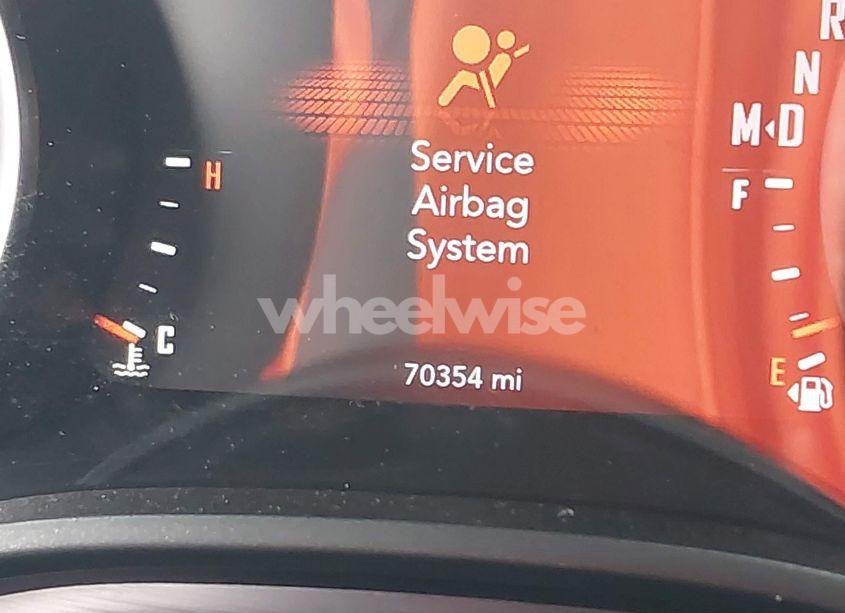 R
N
M◂D
H
Service
Airbag
System
F
wheelwise
C
E
70354 mi